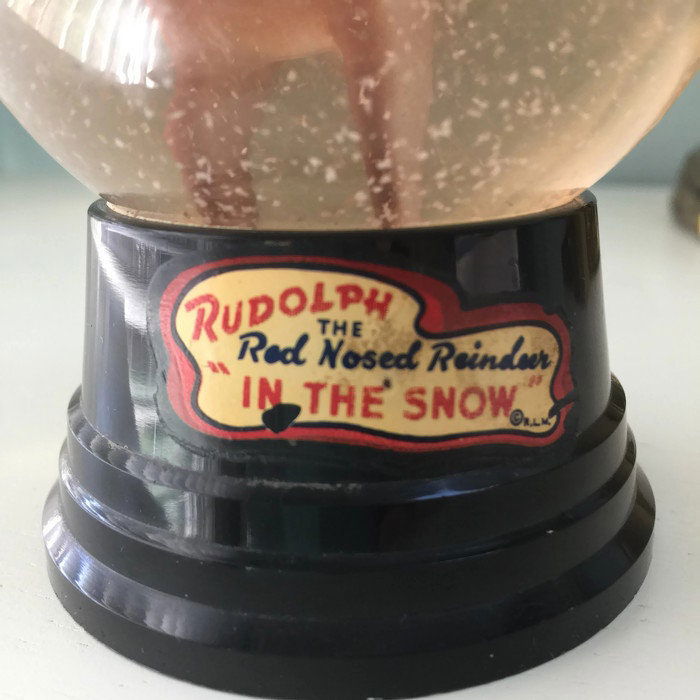 RUDOLPH
THE
Red Nosed Reindeer
"IN THE SNOW"
© R.L.M.